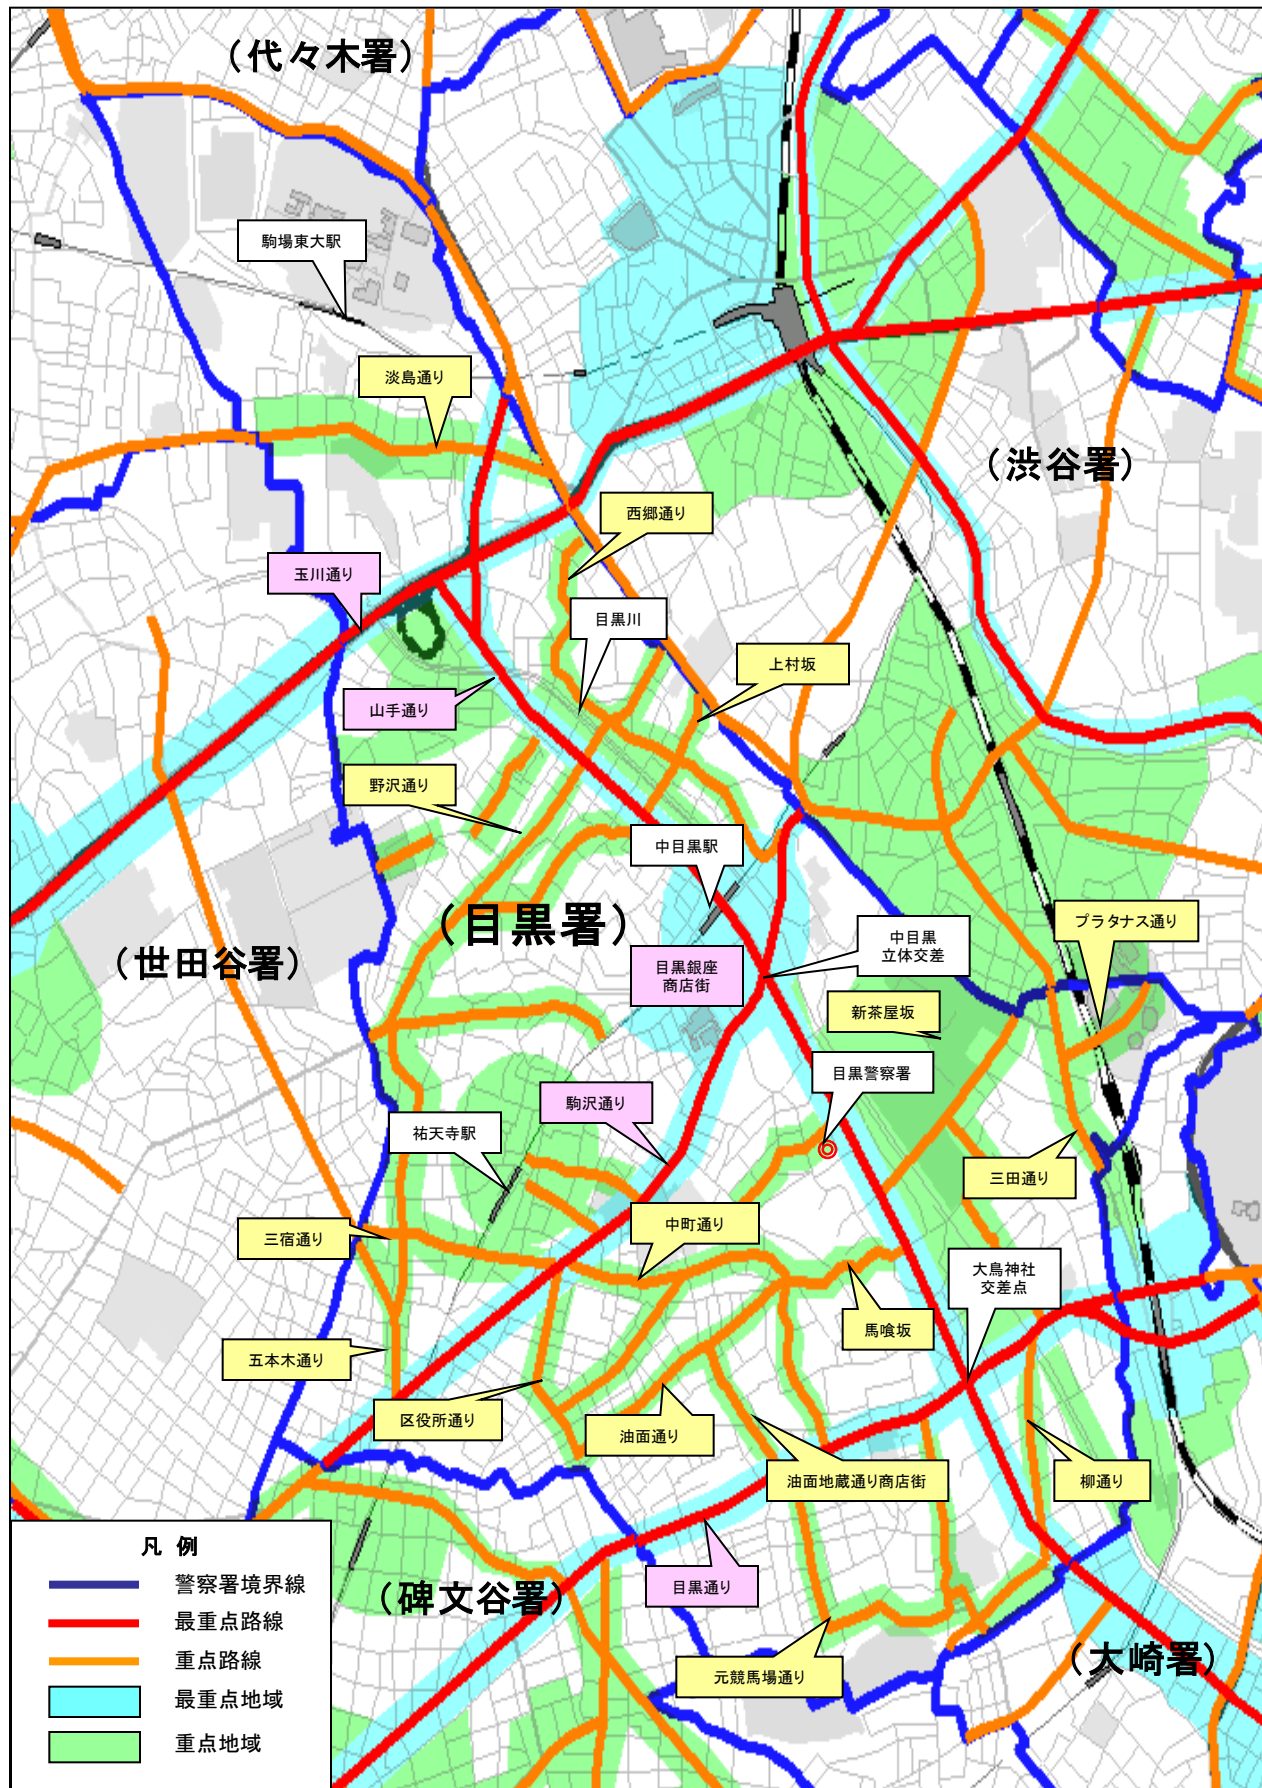 （代々木署）
駒場東大駅
淡島通り
（渋谷署）
西郷通り
玉川通り
目黒川
上村坂
山手通り
野沢通り
中目黒駅
（目黒署）
プラタナス通り
中目黒
立体交差
（世田谷署）
目黒銀座
商店街
新茶屋坂
目黒警察署
駒沢通り
祐天寺駅
三田通り
中町通り
三宿通り
大鳥神社
交差点
馬喰坂
五本木通り
区役所通り
油面通り
油面地蔵通り商店街
柳通り
目黒通り
（碑文谷署）
（大崎署）
元競馬場通り
凡 例
警察署境界線
最重点路線
重点路線
最重点地域
重点地域